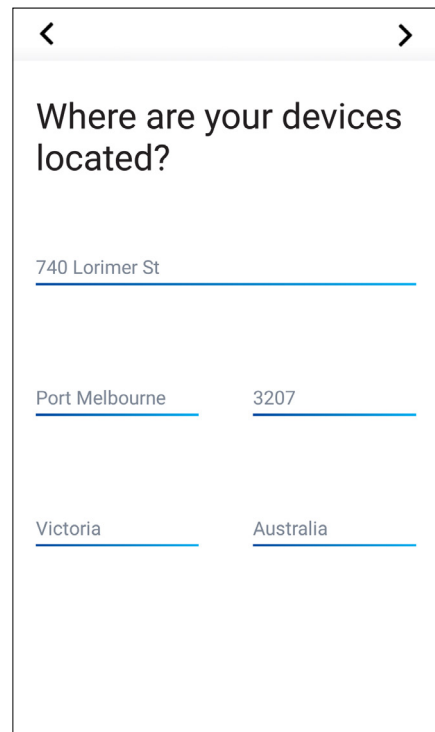 Where are your devices
located?
740 Lorimer St
Port Melbourne
3207
Victoria
Australia